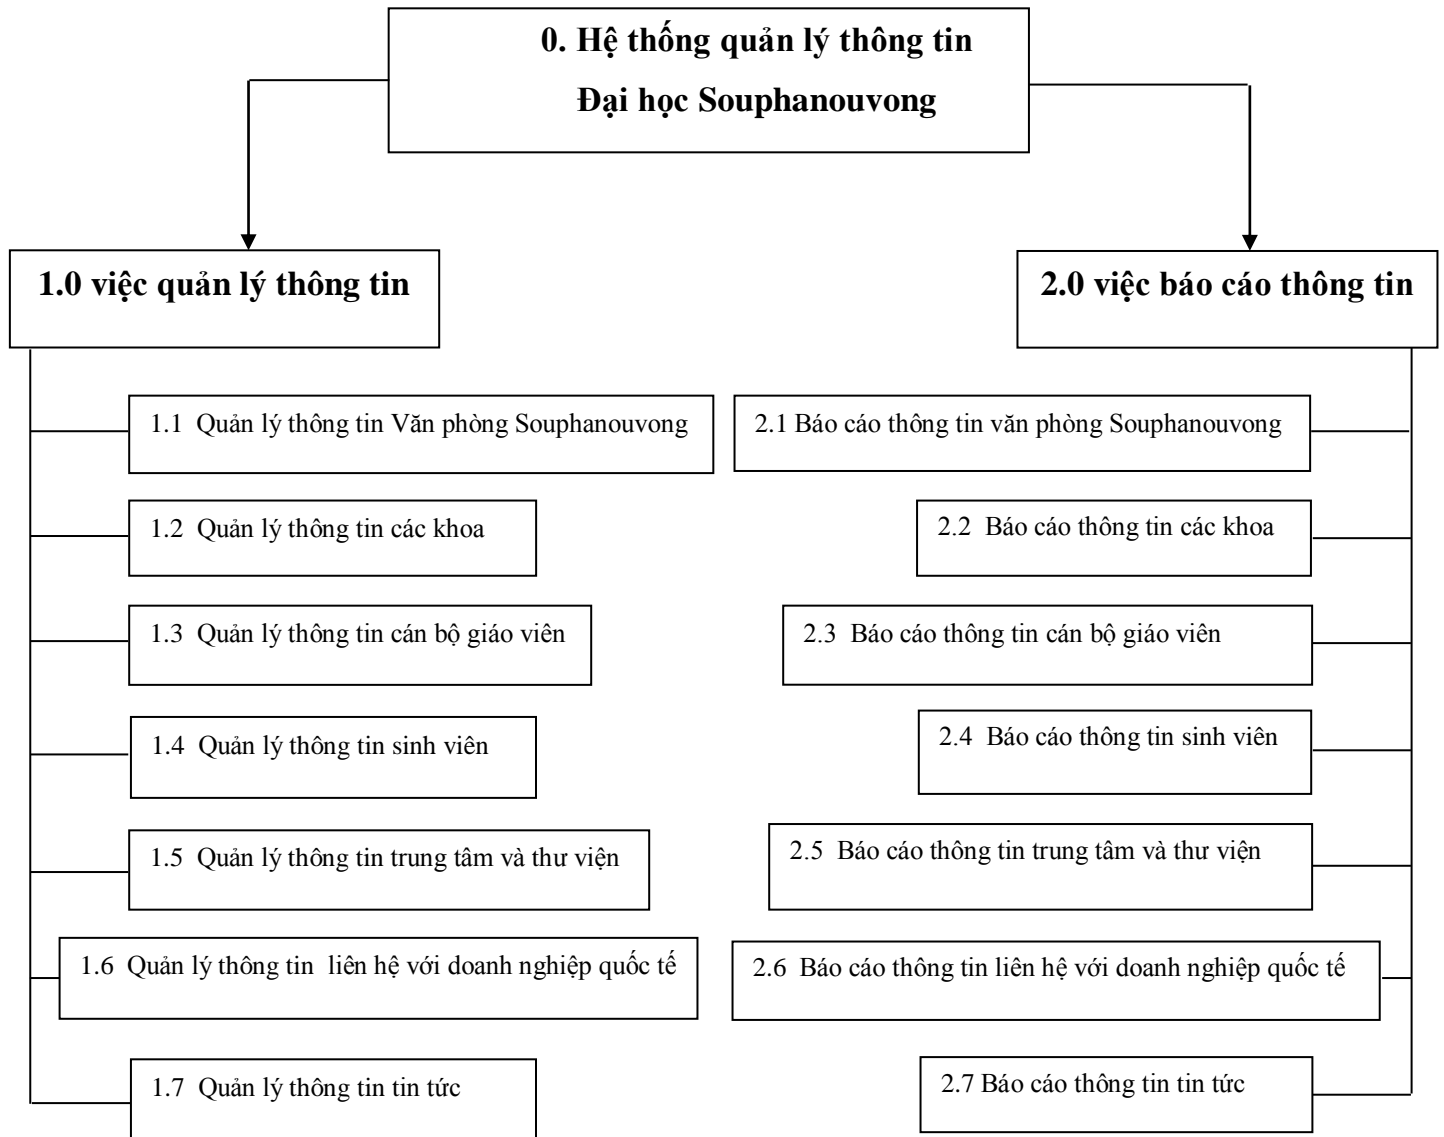 0. Hệ thống quản lý thông tin
Đại học Souphanouvong
1.0 việc quản lý thông tin
1.1 Quản lý thông tin Văn phòng Souphanouvong
1.2 Quản lý thông tin các khoa
1.3 Quản lý thông tin cán bộ giáo viên
1.4 Quản lý thông tin sinh viên
1.5 Quản lý thông tin trung tâm và thư viện
1.6 Quản lý thông tin liên hệ với doanh nghiệp quốc tế
1.7 Quản lý thông tin tin tức
2.0 việc báo cáo thông tin
2.1 Báo cáo thông tin văn phòng Souphanouvong
2.2 Báo cáo thông tin các khoa
2.3 Báo cáo thông tin cán bộ giáo viên
2.4 Báo cáo thông tin sinh viên
2.5 Báo cáo thông tin trung tâm và thư viện
2.6 Báo cáo thông tin liên hệ với doanh nghiệp quốc tế
2.7 Báo cáo thông tin tin tức